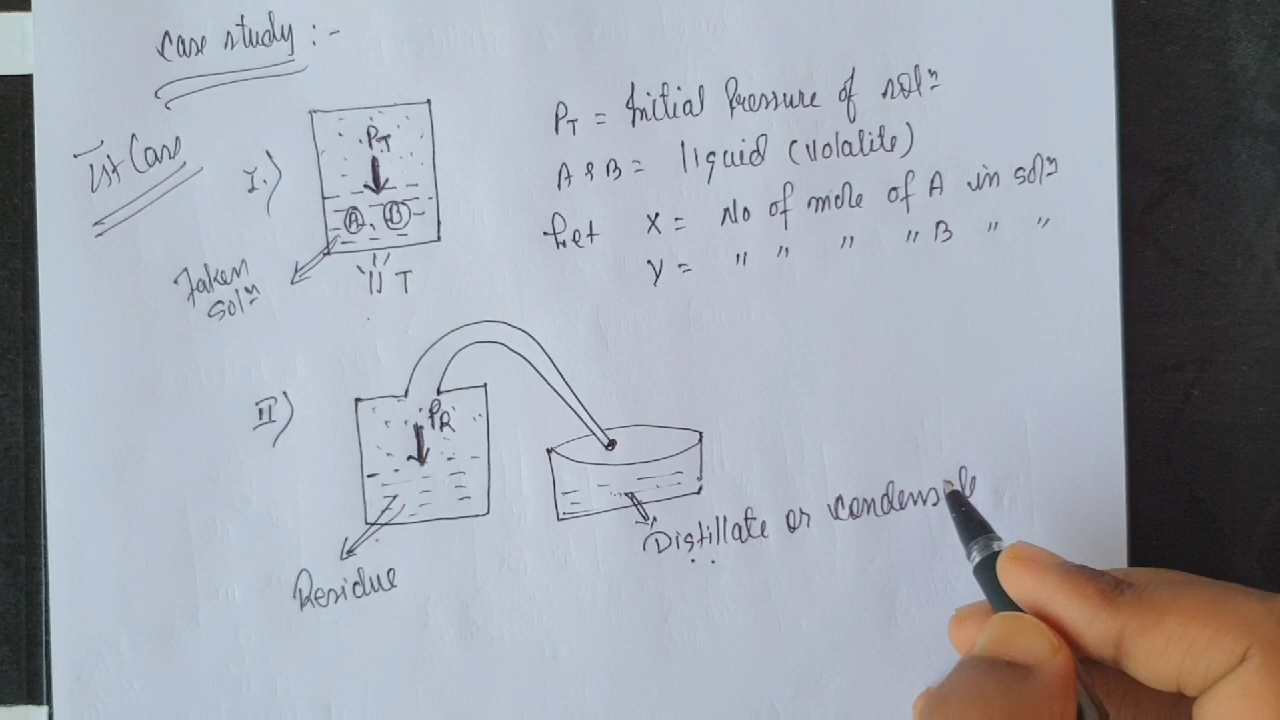 Case study :-
Ist Case
I.)
PT
A, B
T
Taken
solⁿ
PT = Initial Pressure of solⁿ
A & B = liquid (volatile)
Let X = No of mole of A in solⁿ
Y = " " " " B " "
II)
PR
Residue
Distillate or condens